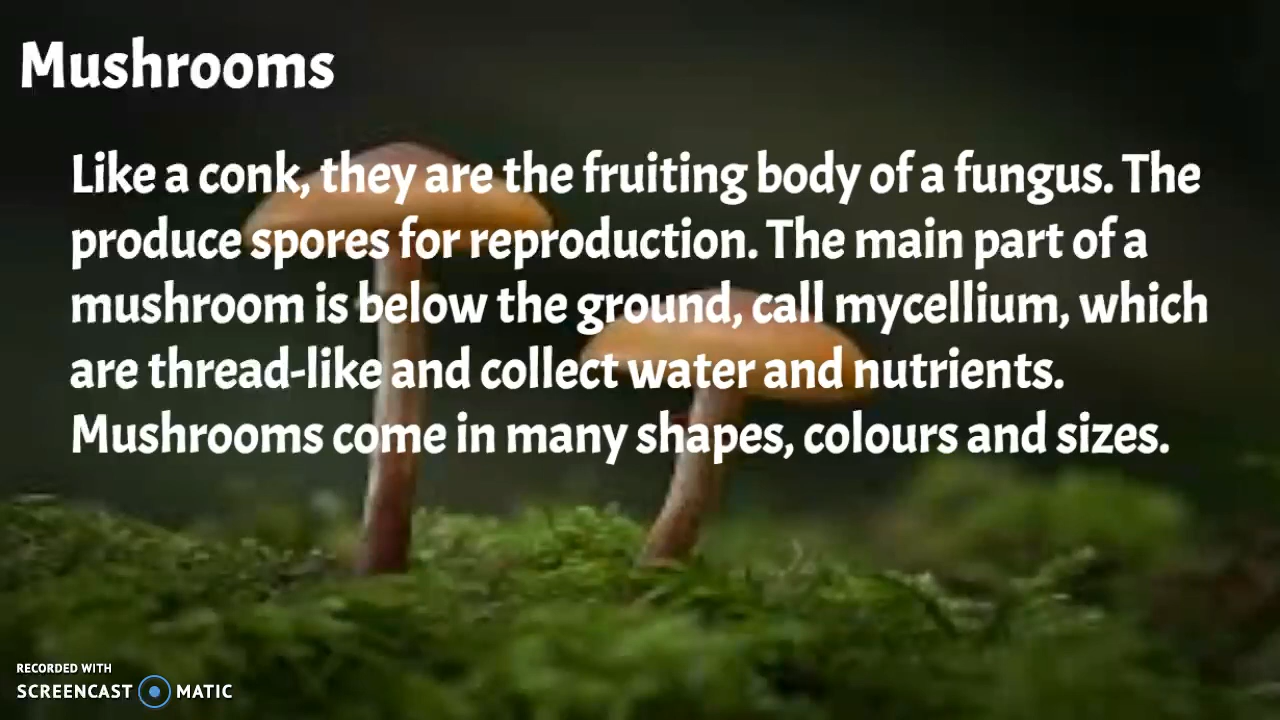 Mushrooms
Like a conk, they are the fruiting body of a fungus. The
produce spores for reproduction. The main part of a
mushroom is below the ground, call mycellium, which
are thread-like and collect water and nutrients.
Mushrooms come in many shapes, colours and sizes.
RECORDED WITH
SCREENCAST MATIC